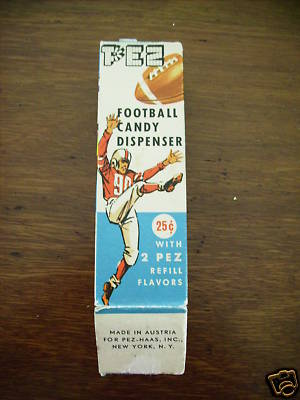 PEZ
FOOTBALL
CANDY
DISPENSER
90
25¢
WITH
2 PEZ
REFILL
FLAVORS
MADE IN AUSTRIA
FOR PEZ-HAAS, INC.,
NEW YORK, N. Y.